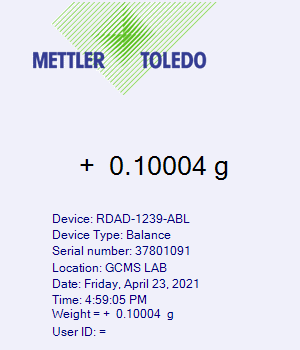 METTLER TOLEDO
+ 0.10004 g
Device: RDAD-1239-ABL
Device Type: Balance
Serial number: 37801091
Location: GCMS LAB
Date: Friday, April 23, 2021
Time: 4:59:05 PM
Weight = + 0.10004 g
User ID: =